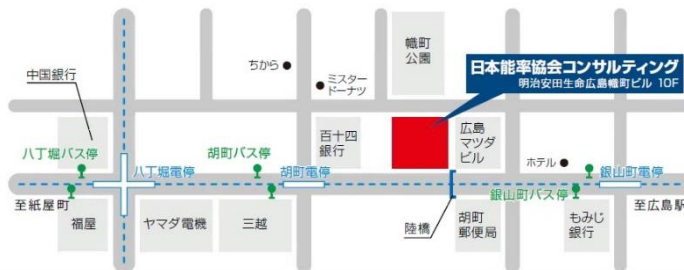 幟町
公園
ちから
ミスター
ドーナツ
日本能率協会コンサルティング
明治安田生命広島幟町ビル 10F
中国銀行
百十四
銀行
広島
マツダ
ビル
八丁堀バス停
八丁堀電停
胡町バス停
胡町電停
ホテル
銀山町電停
銀山町バス停
至紙屋町
至広島駅
福屋
ヤマダ電機
三越
陸橋
胡町
郵便局
もみじ
銀行